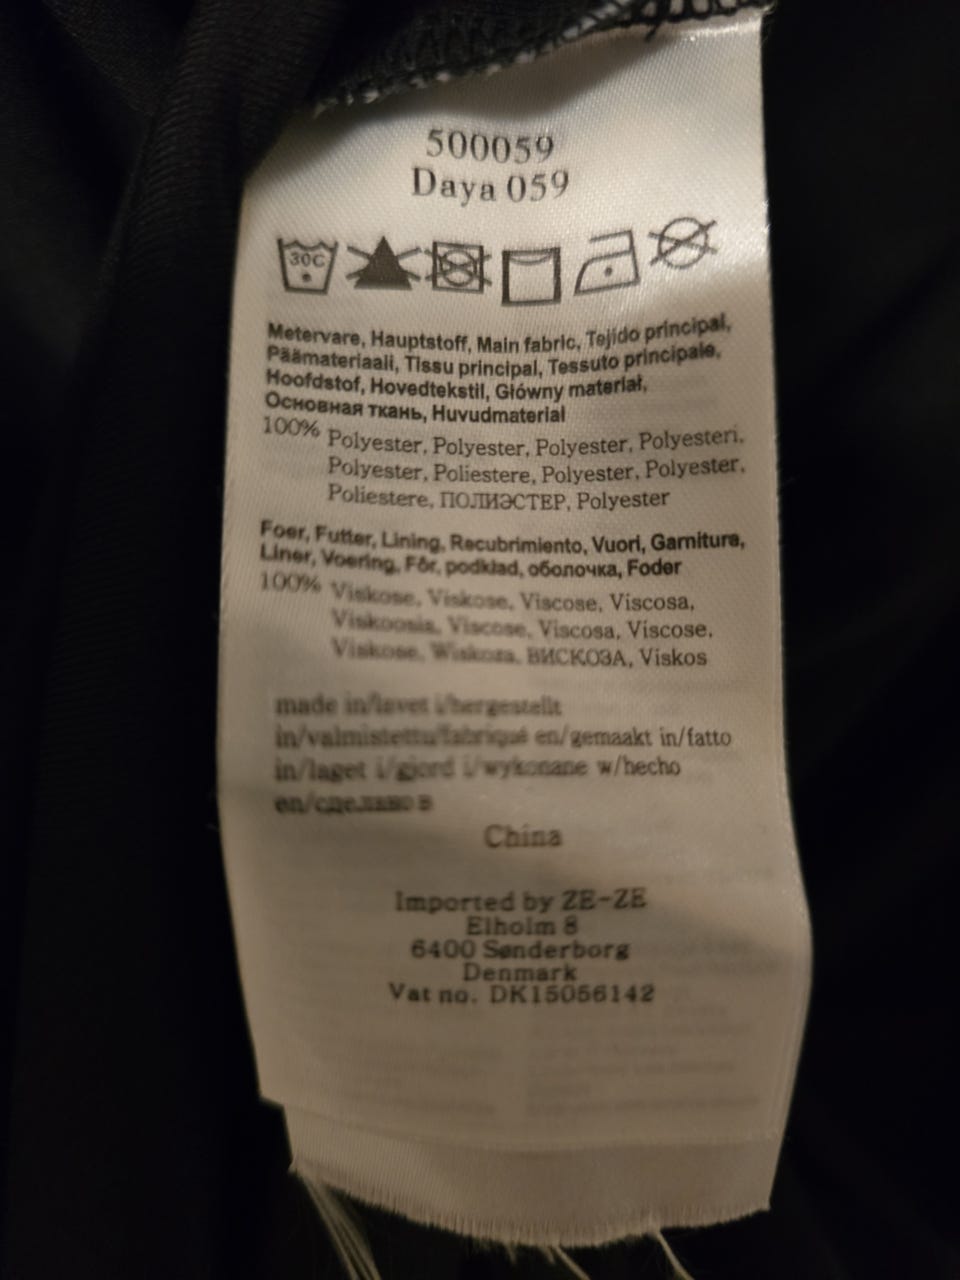 500059
Daya 059
30C
Metervare, Hauptstoff, Main fabric, Tejido principal,
Päämateriaali, Tissu principal, Tessuto principale,
Hoofdstof, Hovedtekstil, Główny materiał,
Основная ткань, Huvudmaterial
100% Polyester, Polyester, Polyester, Polyesteri,
Polyester, Poliestere, Polyester, Polyester,
Poliestere, ПОЛИЭСТЕР, Polyester
Foer, Futter, Lining, Recubrimiento, Vuori, Garniture,
Liner, Voering, Fôr, podkład, оболочка, Foder
100% Viskose, Viskose, Viscose, Viscosa,
Viskoosia, Viscose, Viscosa, Viscose,
Viskose, Wiskoza, ВИСКОЗА, Viskos
made in/lavet i/hergestellt
in/valmistettu/fabriqué en/gemaakt in/fatto
in/laget i/gjord i/wykonane w/hecho
en/сделано в
China
Imported by ZE-ZE
Elholm 8
6400 Sønderborg
Denmark
Vat no. DK15056142